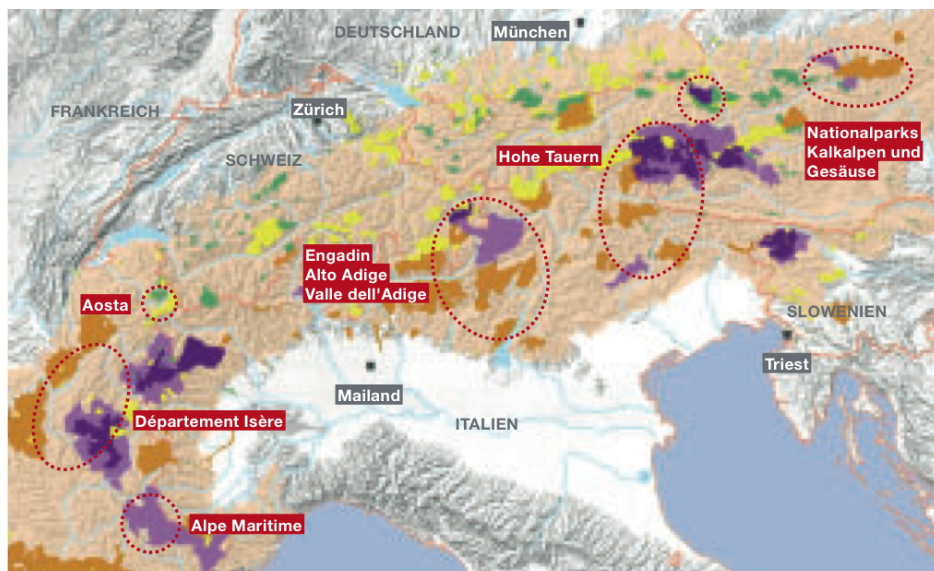 DEUTSCHLAND
München
FRANKREICH
Zürich
SCHWEIZ
Hohe Tauern
Nationalparks
Kalkalpen und
Gesäuse
Engadin
Alto Adige
Valle dell'Adige
Aosta
SLOWENIEN
Triest
Mailand
Département Isère
ITALIEN
Alpe Maritime